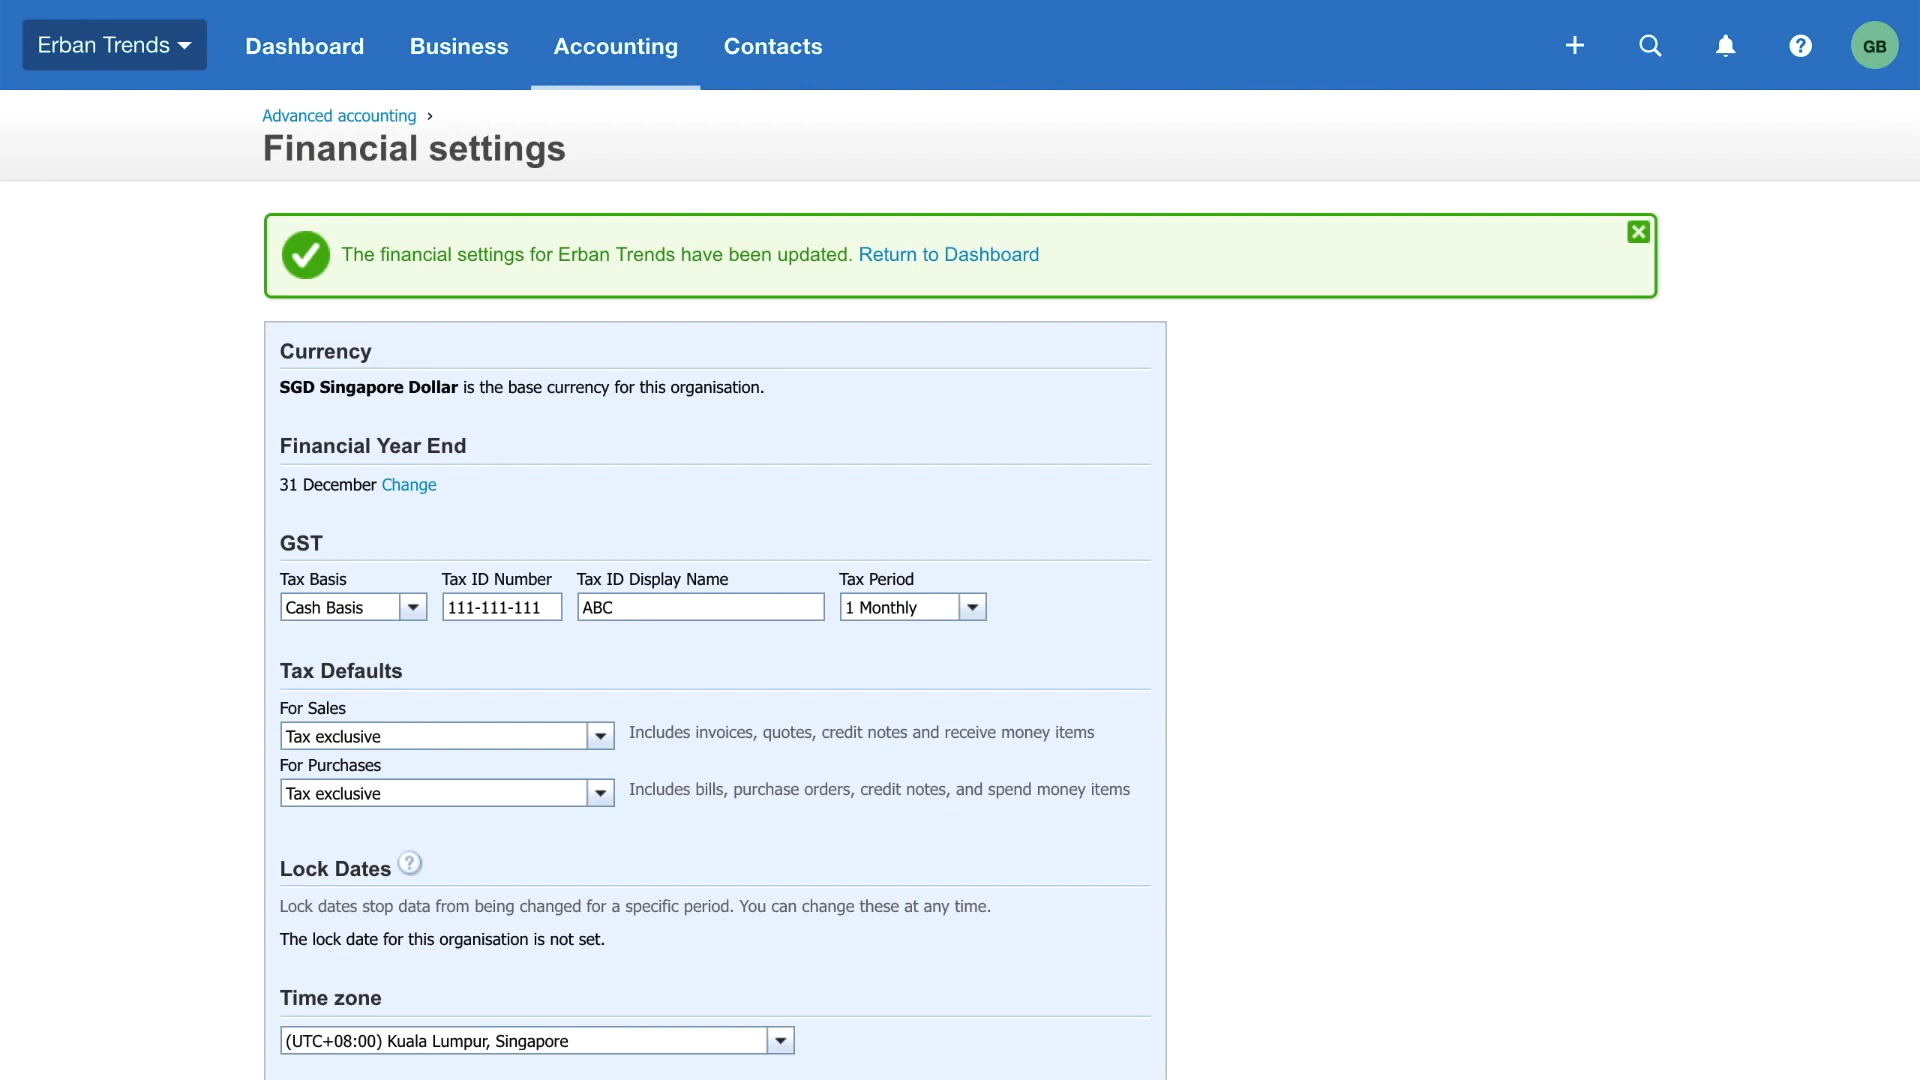 Erban Trends
Dashboard
Business
Accounting
Contacts
GB
Advanced accounting ›
Financial settings
The financial settings for Erban Trends have been updated. Return to Dashboard
Currency
SGD Singapore Dollar is the base currency for this organisation.
Financial Year End
31 December Change
GST
Tax Basis Tax ID Number Tax ID Display Name Tax Period
Cash Basis 111-111-111 ABC 1 Monthly
Tax Defaults
For Sales
Tax exclusive Includes invoices, quotes, credit notes and receive money items
For Purchases
Tax exclusive Includes bills, purchase orders, credit notes, and spend money items
Lock Dates ?
Lock dates stop data from being changed for a specific period. You can change these at any time.
The lock date for this organisation is not set.
Time zone
(UTC+08:00) Kuala Lumpur, Singapore